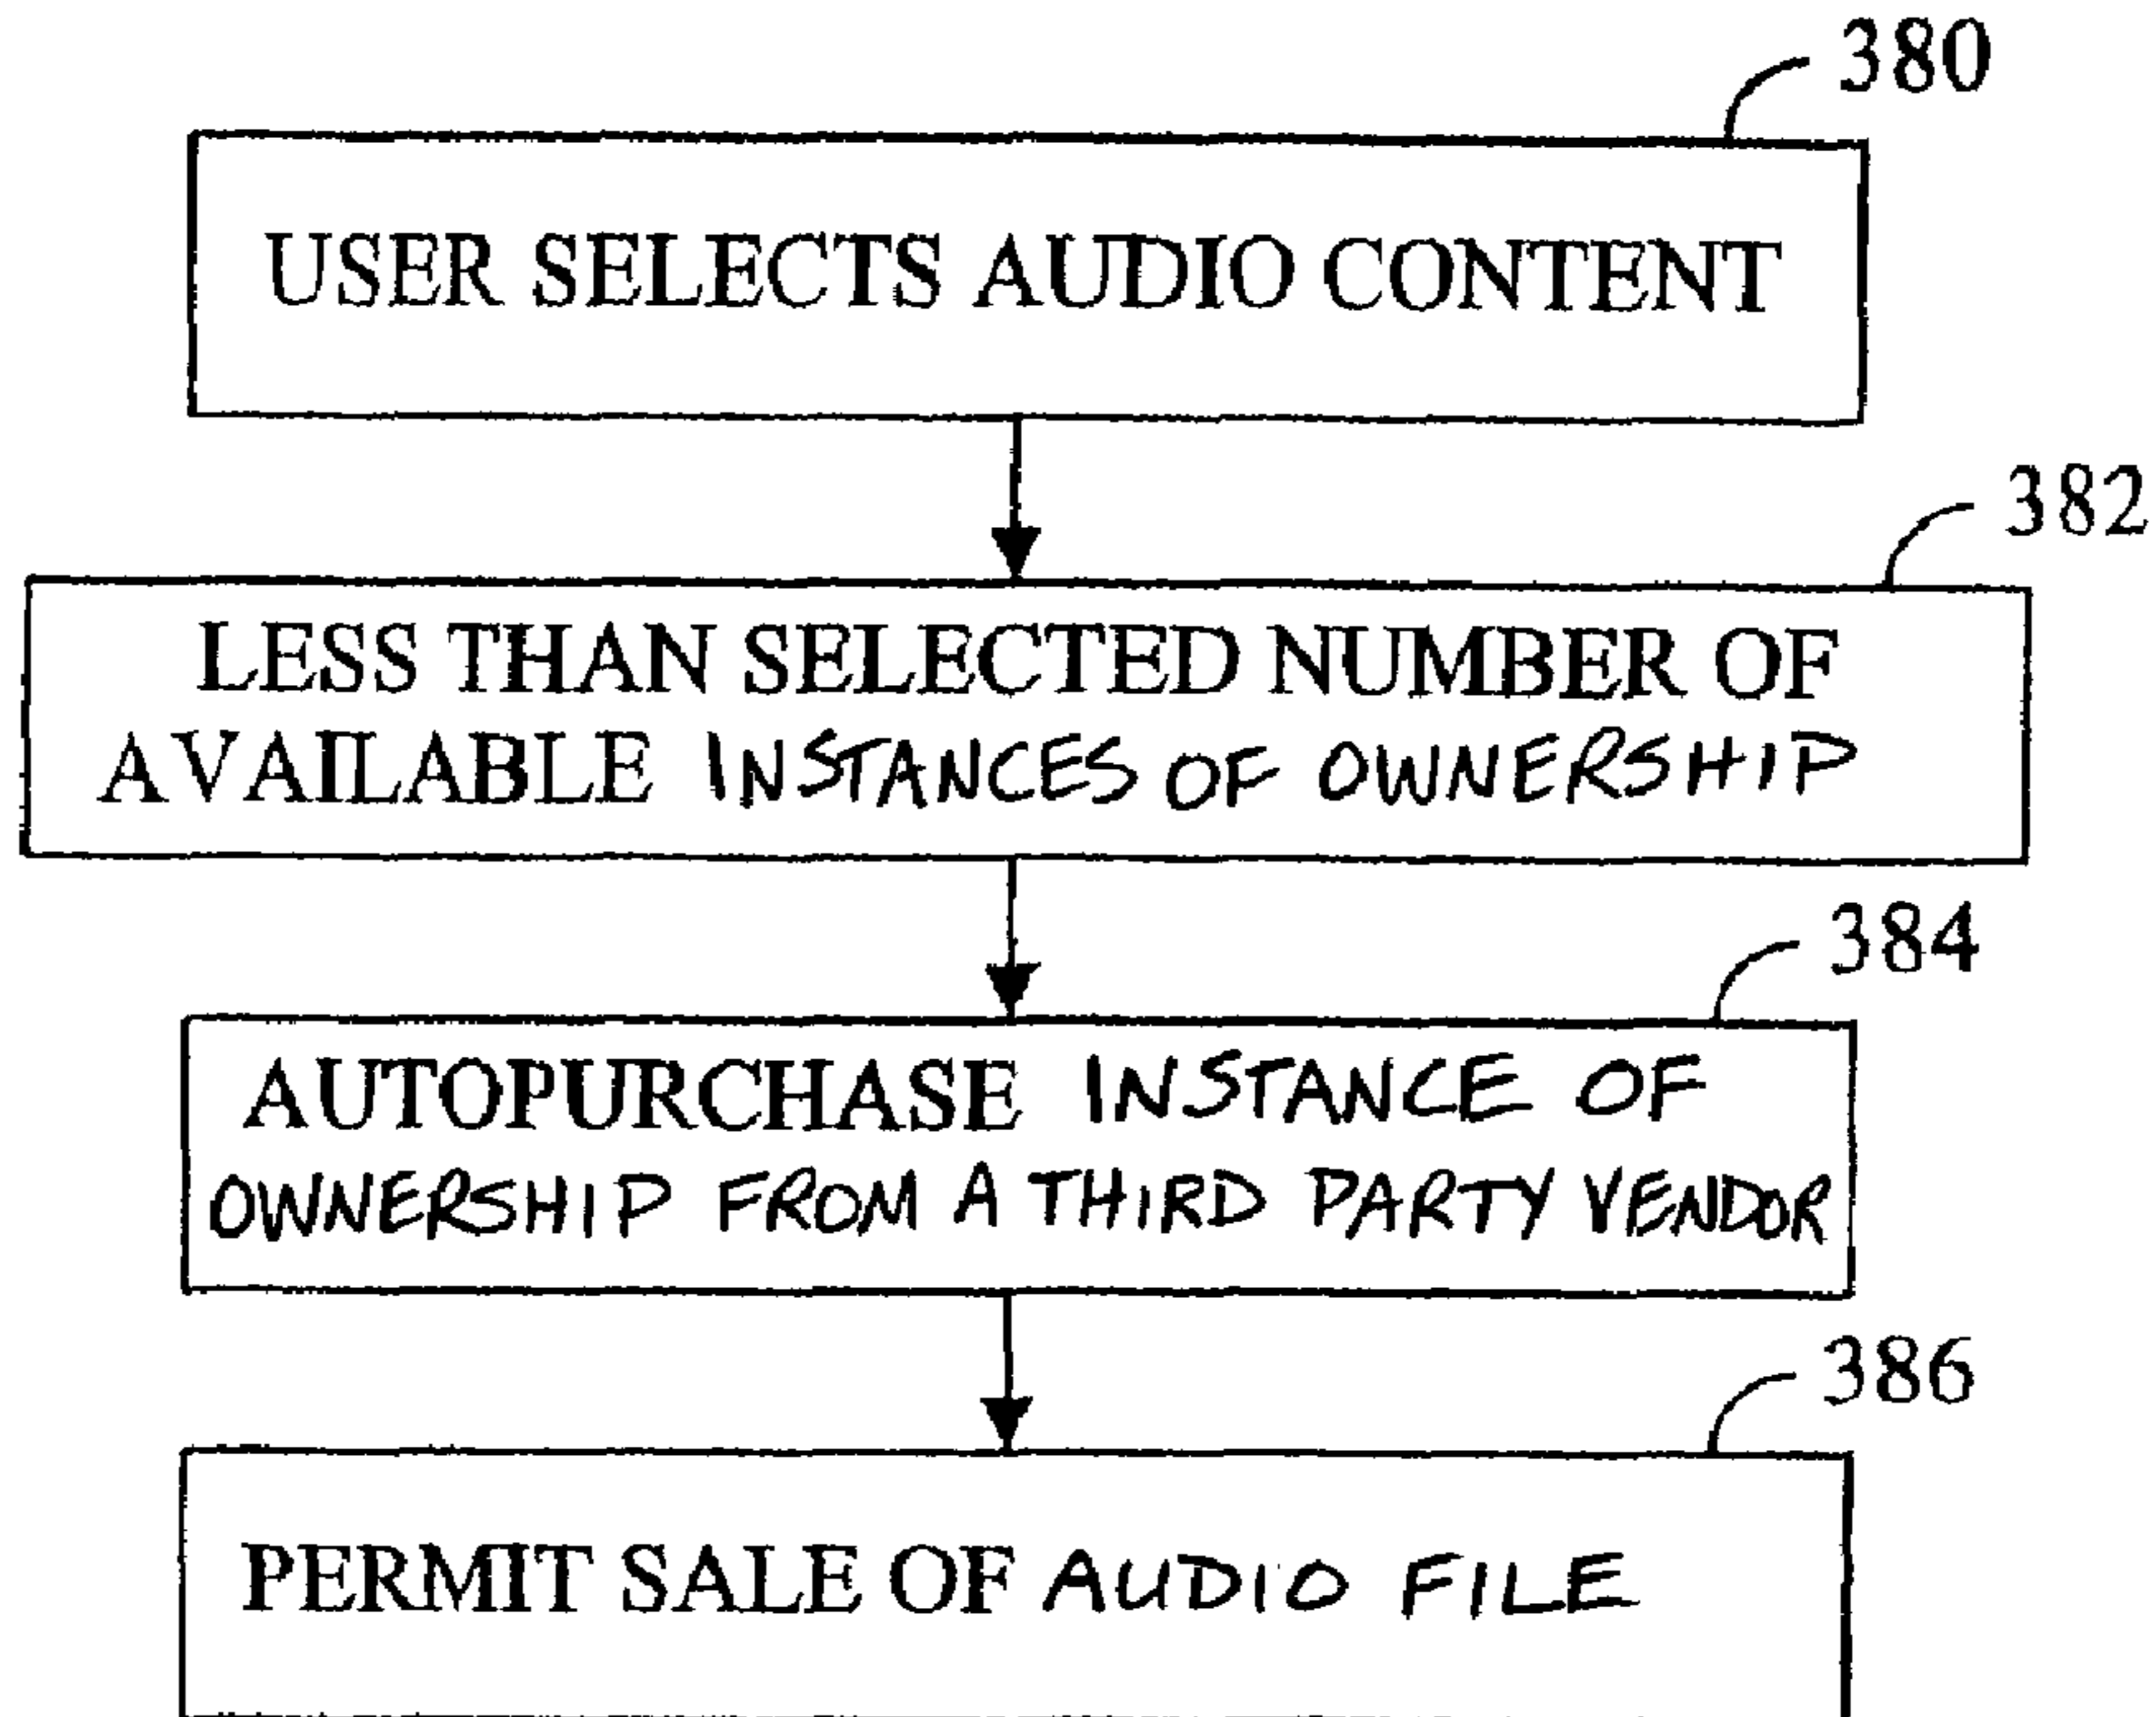 380
USER SELECTS AUDIO CONTENT
382
LESS THAN SELECTED NUMBER OF
AVAILABLE INSTANCES OF OWNERSHIP
384
AUTOPURCHASE INSTANCE OF
OWNERSHIP FROM A THIRD PARTY VENDOR
386
PERMIT SALE OF AUDIO FILE